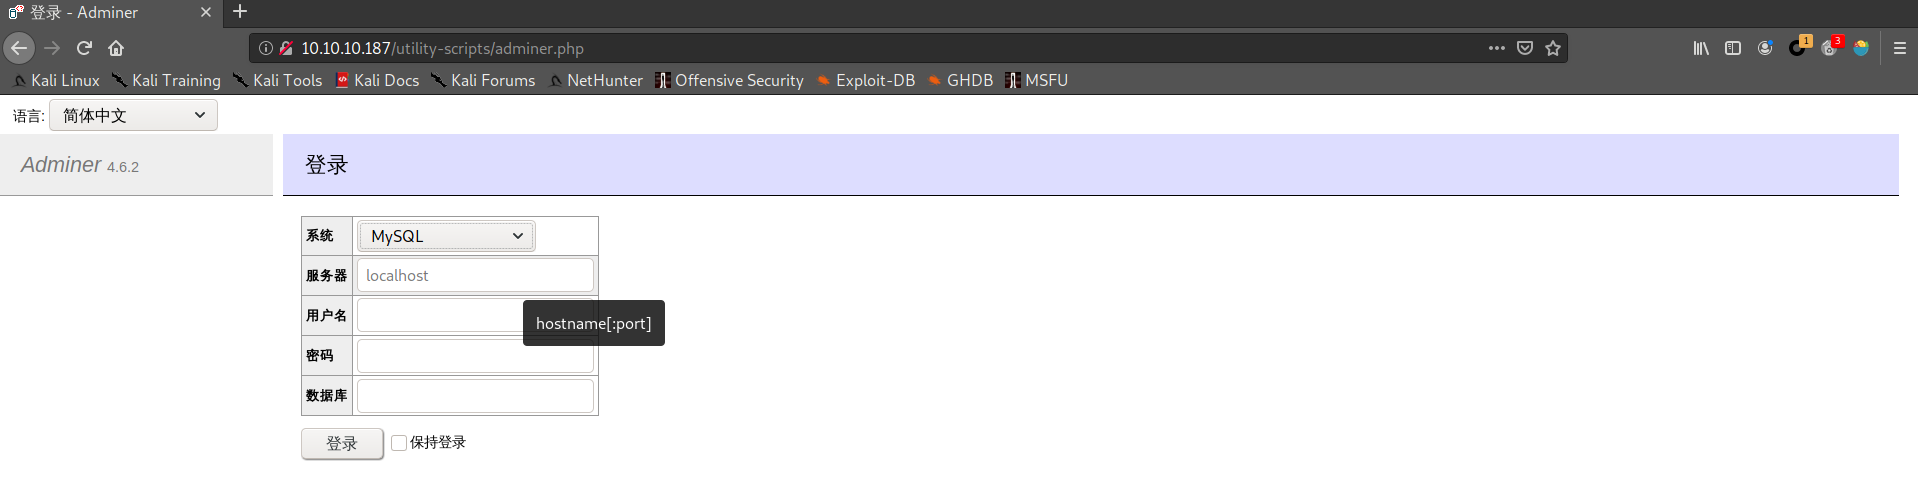 登录 - Adminer
10.10.10.187/utility-scripts/adminer.php
1
3
Kali Linux Kali Training Kali Tools Kali Docs Kali Forums NetHunter Offensive Security Exploit-DB GHDB MSFU
语言: 简体中文
Adminer 4.6.2
登录
系统 MySQL
服务器 localhost
用户名
hostname[:port]
密码
数据库
登录 保持登录